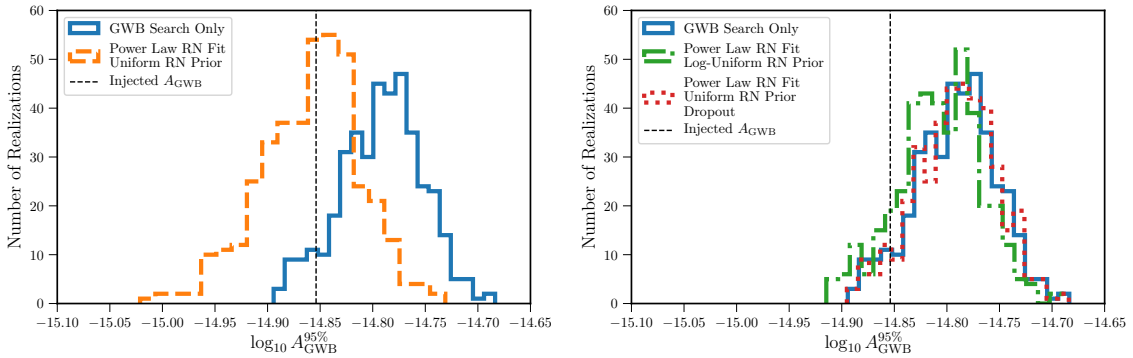 GWB Search Only
Power Law RN Fit
Uniform RN Prior
Injected A_GWB
60
50
40
30
20
10
0
Number of Realizations
−15.10 −15.05 −15.00 −14.95 −14.90 −14.85 −14.80 −14.75 −14.70 −14.65
log₁₀ A_GWB^95%
GWB Search Only
Power Law RN Fit
Log-Uniform RN Prior
Power Law RN Fit
Uniform RN Prior
Dropout
Injected A_GWB
60
50
40
30
20
10
0
Number of Realizations
−15.10 −15.05 −15.00 −14.95 −14.90 −14.85 −14.80 −14.75 −14.70 −14.65
log₁₀ A_GWB^95%